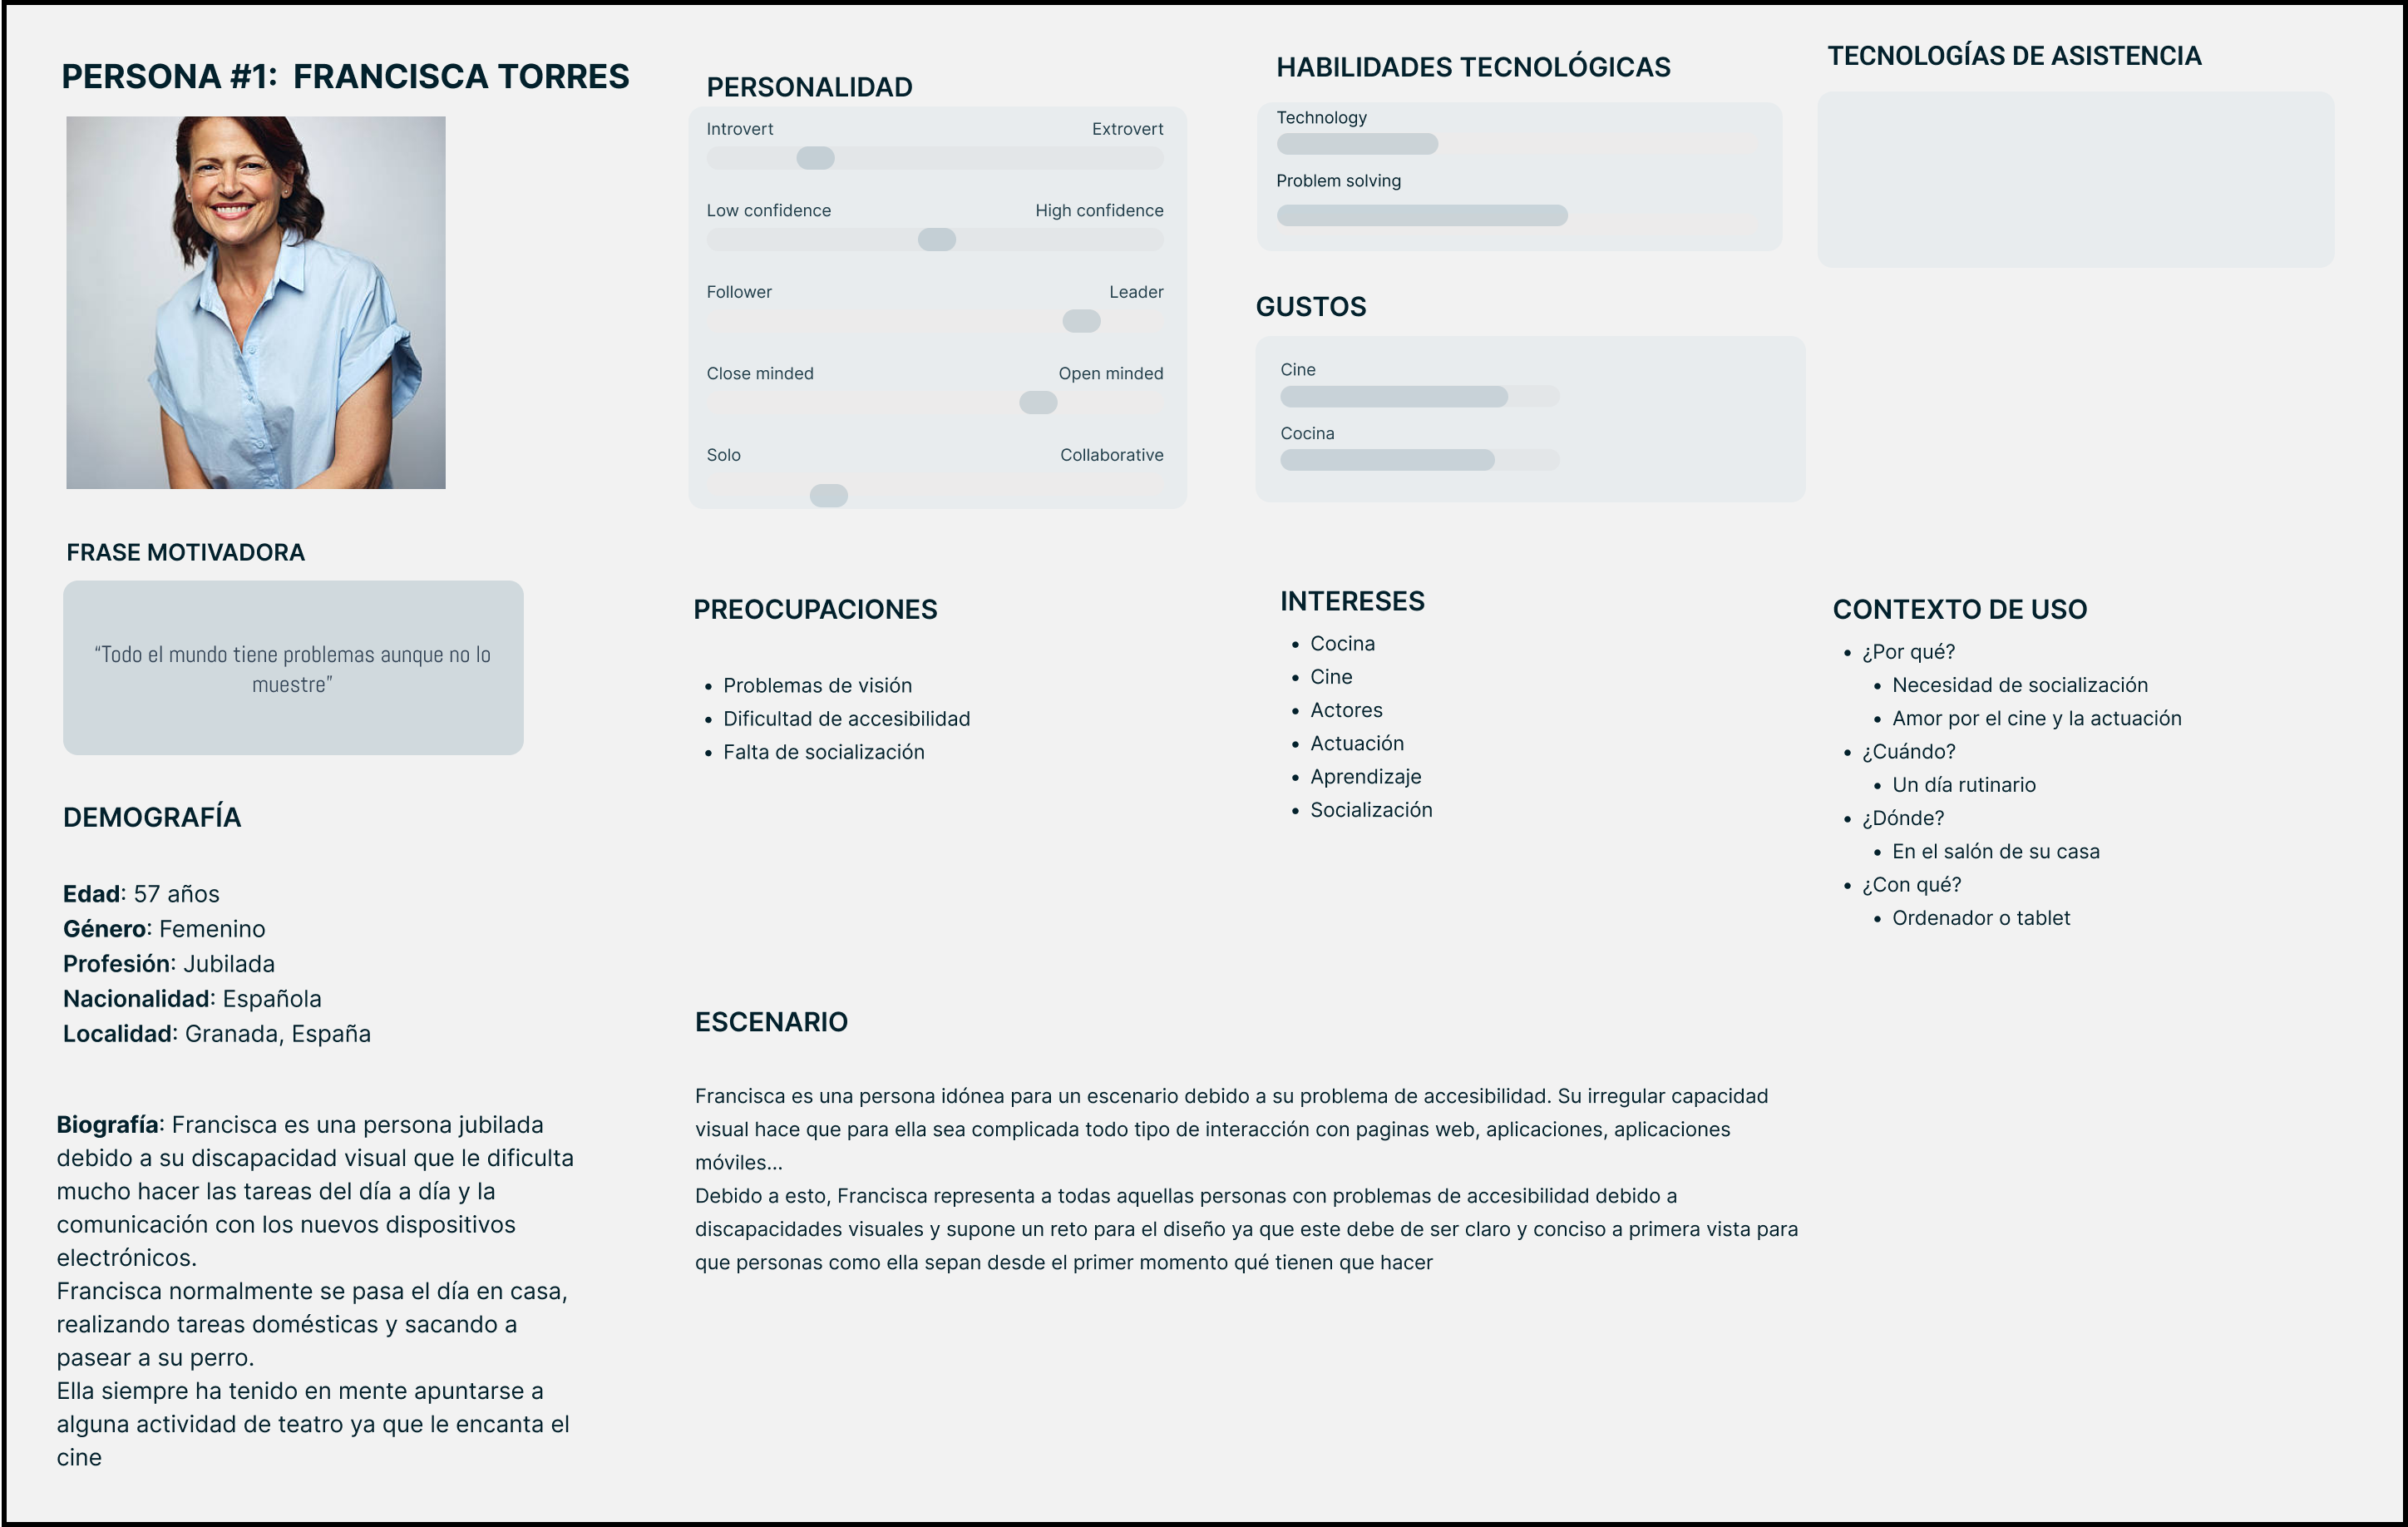 PERSONA #1: FRANCISCA TORRES
FRASE MOTIVADORA
“Todo el mundo tiene problemas aunque no lo
muestre”
DEMOGRAFÍA
Edad: 57 años
Género: Femenino
Profesión: Jubilada
Nacionalidad: Española
Localidad: Granada, España
Biografía: Francisca es una persona jubilada
debido a su discapacidad visual que le dificulta
mucho hacer las tareas del día a día y la
comunicación con los nuevos dispositivos
electrónicos.
Francisca normalmente se pasa el día en casa,
realizando tareas domésticas y sacando a
pasear a su perro.
Ella siempre ha tenido en mente apuntarse a
alguna actividad de teatro ya que le encanta el
cine
PERSONALIDAD
Introvert Extrovert
Low confidence High confidence
Follower Leader
Close minded Open minded
Solo Collaborative
HABILIDADES TECNOLÓGICAS
Technology
Problem solving
GUSTOS
Cine
Cocina
TECNOLOGÍAS DE ASISTENCIA
PREOCUPACIONES
• Problemas de visión
• Dificultad de accesibilidad
• Falta de socialización
INTERESES
• Cocina
• Cine
• Actores
• Actuación
• Aprendizaje
• Socialización
CONTEXTO DE USO
• ¿Por qué?
• Necesidad de socialización
• Amor por el cine y la actuación
• ¿Cuándo?
• Un día rutinario
• ¿Dónde?
• En el salón de su casa
• ¿Con qué?
• Ordenador o tablet
ESCENARIO
Francisca es una persona idónea para un escenario debido a su problema de accesibilidad. Su irregular capacidad
visual hace que para ella sea complicada todo tipo de interacción con paginas web, aplicaciones, aplicaciones
móviles...
Debido a esto, Francisca representa a todas aquellas personas con problemas de accesibilidad debido a
discapacidades visuales y supone un reto para el diseño ya que este debe de ser claro y conciso a primera vista para
que personas como ella sepan desde el primer momento qué tienen que hacer